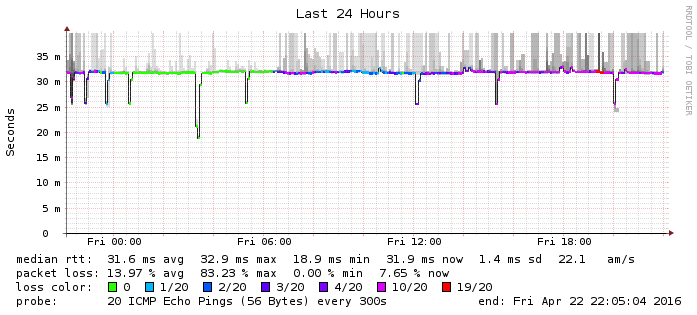 Last 24 Hours
RRDTOOL / TOBI OETIKER
Seconds
35 m
30 m
25 m
20 m
15 m
10 m
5 m
0
Fri 00:00 Fri 06:00 Fri 12:00 Fri 18:00
median rtt: 31.6 ms avg 32.9 ms max 18.9 ms min 31.9 ms now 1.4 ms sd 22.1 am/s
packet loss: 13.97 % avg 83.23 % max 0.00 % min 7.65 % now
loss color: 0 1/20 2/20 3/20 4/20 10/20 19/20
probe: 20 ICMP Echo Pings (56 Bytes) every 300s end: Fri Apr 22 22:05:04 2016